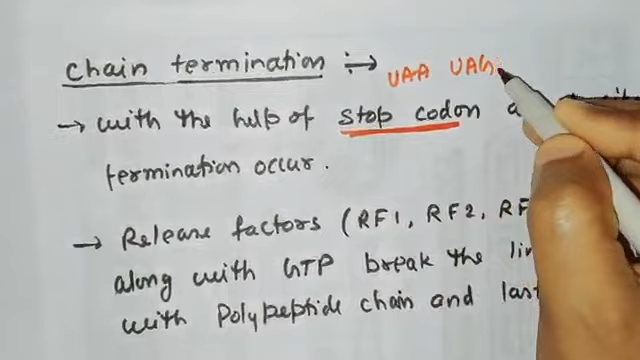 Chain termination :→ UAA UAG
→ with the help of stop codon
termination occur.
→ Release factors (RF1, RF2, RF
along with GTP break the
with Polypeptide chain and